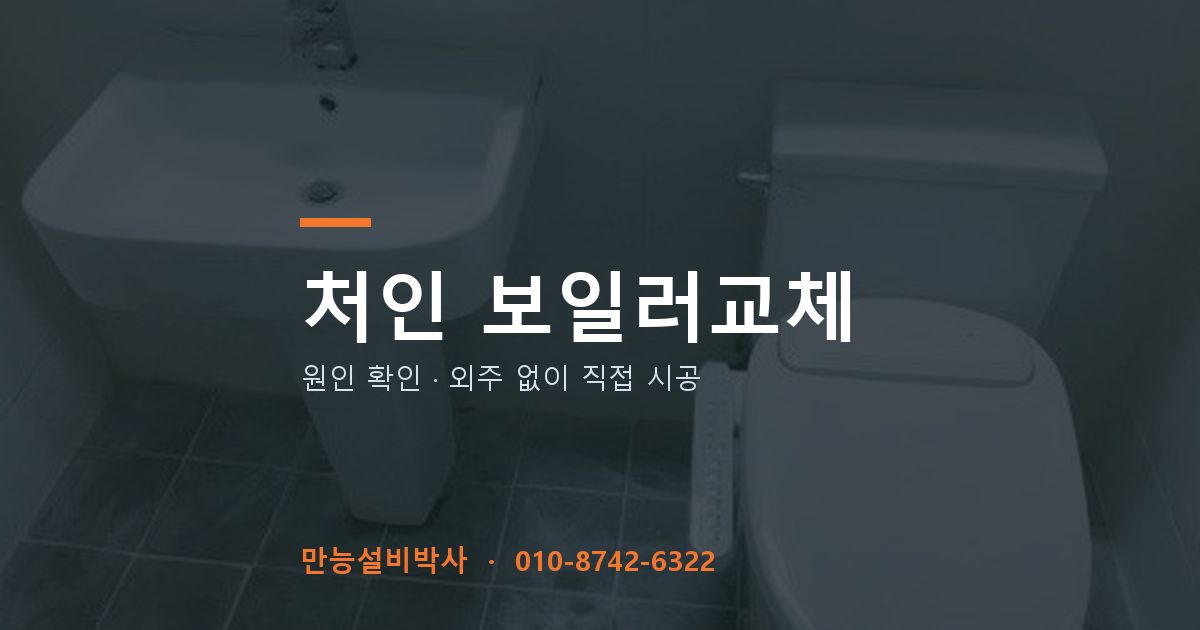 처인 보일러교체
원인 확인 · 외주 없이 직접 시공
만능설비박사 · 010-8742-6322